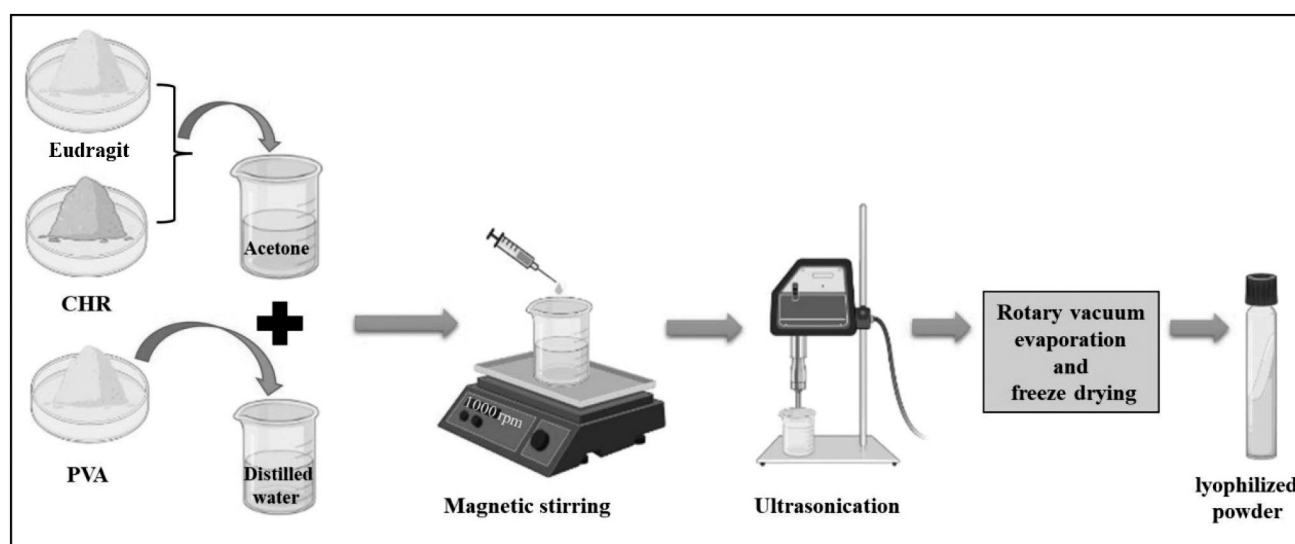 Eudragit
Acetone
CHR
PVA
Distilled
water
1000 rpm
Magnetic stirring
Ultrasonication
Rotary vacuum
evaporation
and
freeze drying
lyophilized
powder